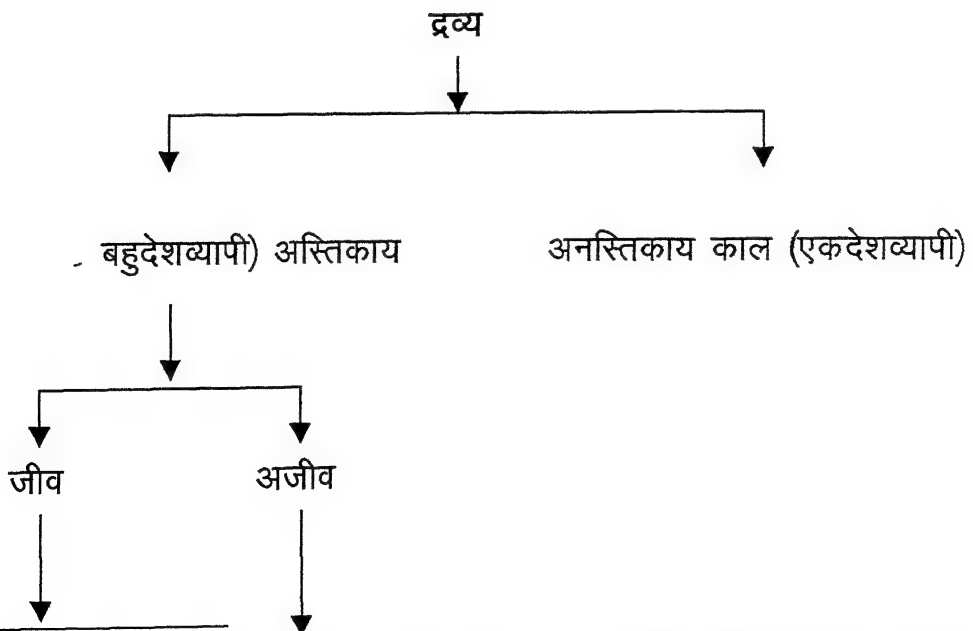 द्रव्य
बहुदेशव्यापी) अस्तिकाय अनस्तिकाय काल (एकदेशव्यापी)
जीव अजीव